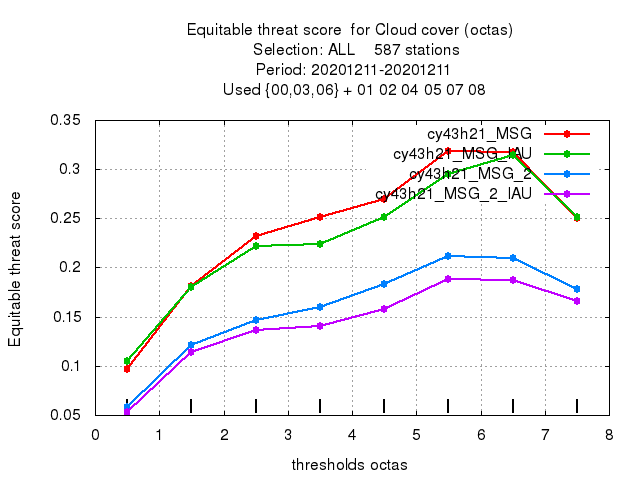 Equitable threat score  for Cloud cover (octas)
Selection: ALL    587 stations
Period: 20201211-20201211
Used {00,03,06} + 01 02 04 05 07 08
cy43h21_MSG
cy43h21_MSG_IAU
cy43h21_MSG_2
cy43h21_MSG_2_IAU
Equitable threat score
0.35
0.3
0.25
0.2
0.15
0.1
0.05
0 1 2 3 4 5 6 7 8
thresholds octas